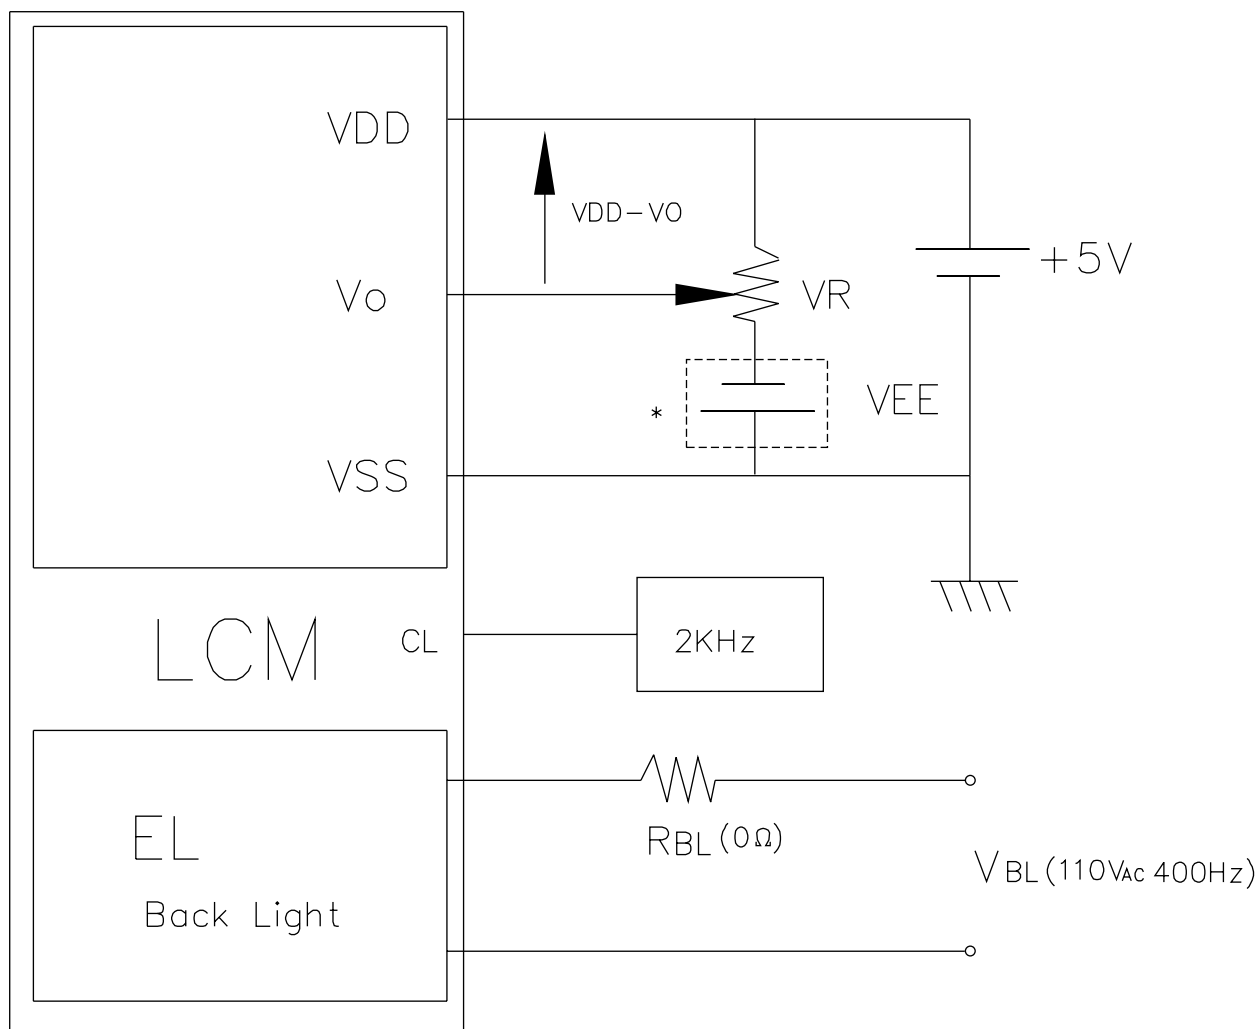 VDD
VDD-VO
+5V
Vo
VR
* VEE
VSS
LCM
CL
2KHz
RBL (0Ω)
EL
VBL (110VAC 400Hz)
Back Light